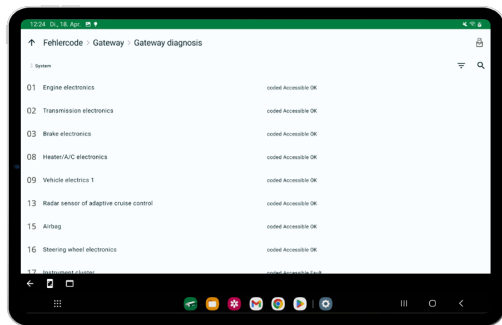 12:24 Di., 18. Apr.
Fehlercode > Gateway > Gateway diagnosis
System
01 Engine electronics coded Accessible OK
02 Transmission electronics coded Accessible OK
03 Brake electronics coded Accessible OK
08 Heater/A/C electronics coded Accessible OK
09 Vehicle electrics 1 coded Accessible OK
13 Radar sensor of adaptive cruise control coded Accessible OK
15 Airbag coded Accessible OK
16 Steering wheel electronics coded Accessible OK
17 Instrument cluster coded Accessible Fault